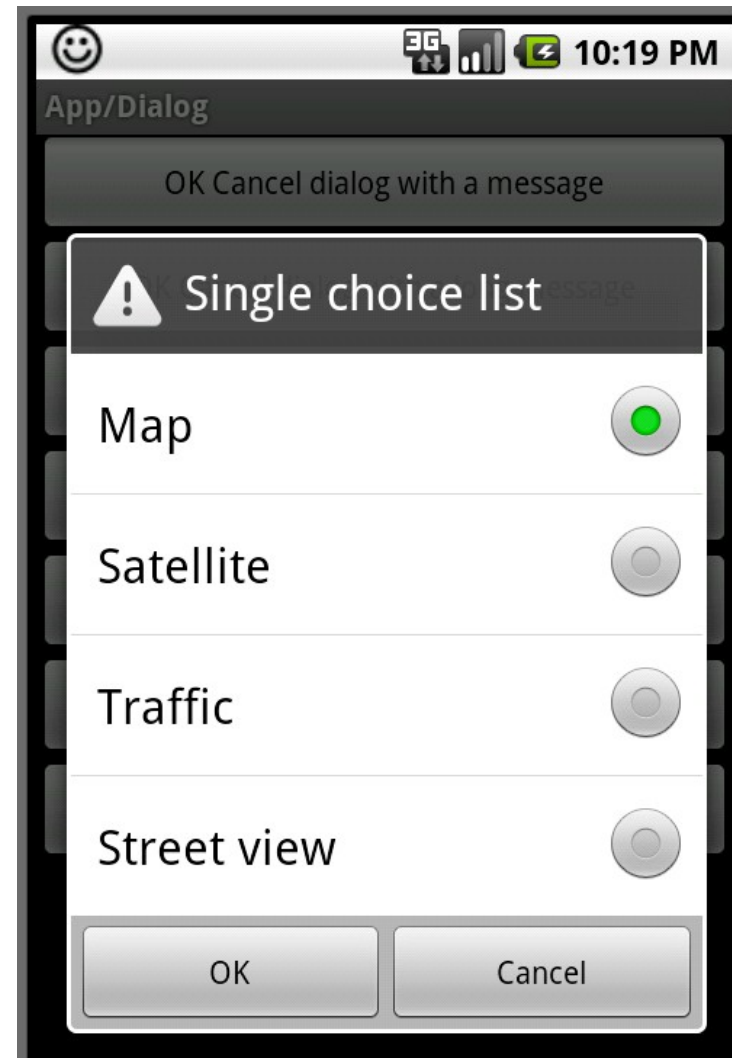 3G 10:19 PM
App/Dialog
OK Cancel dialog with a message
Single choice list
Map
Satellite
Traffic
Street view
OK
Cancel